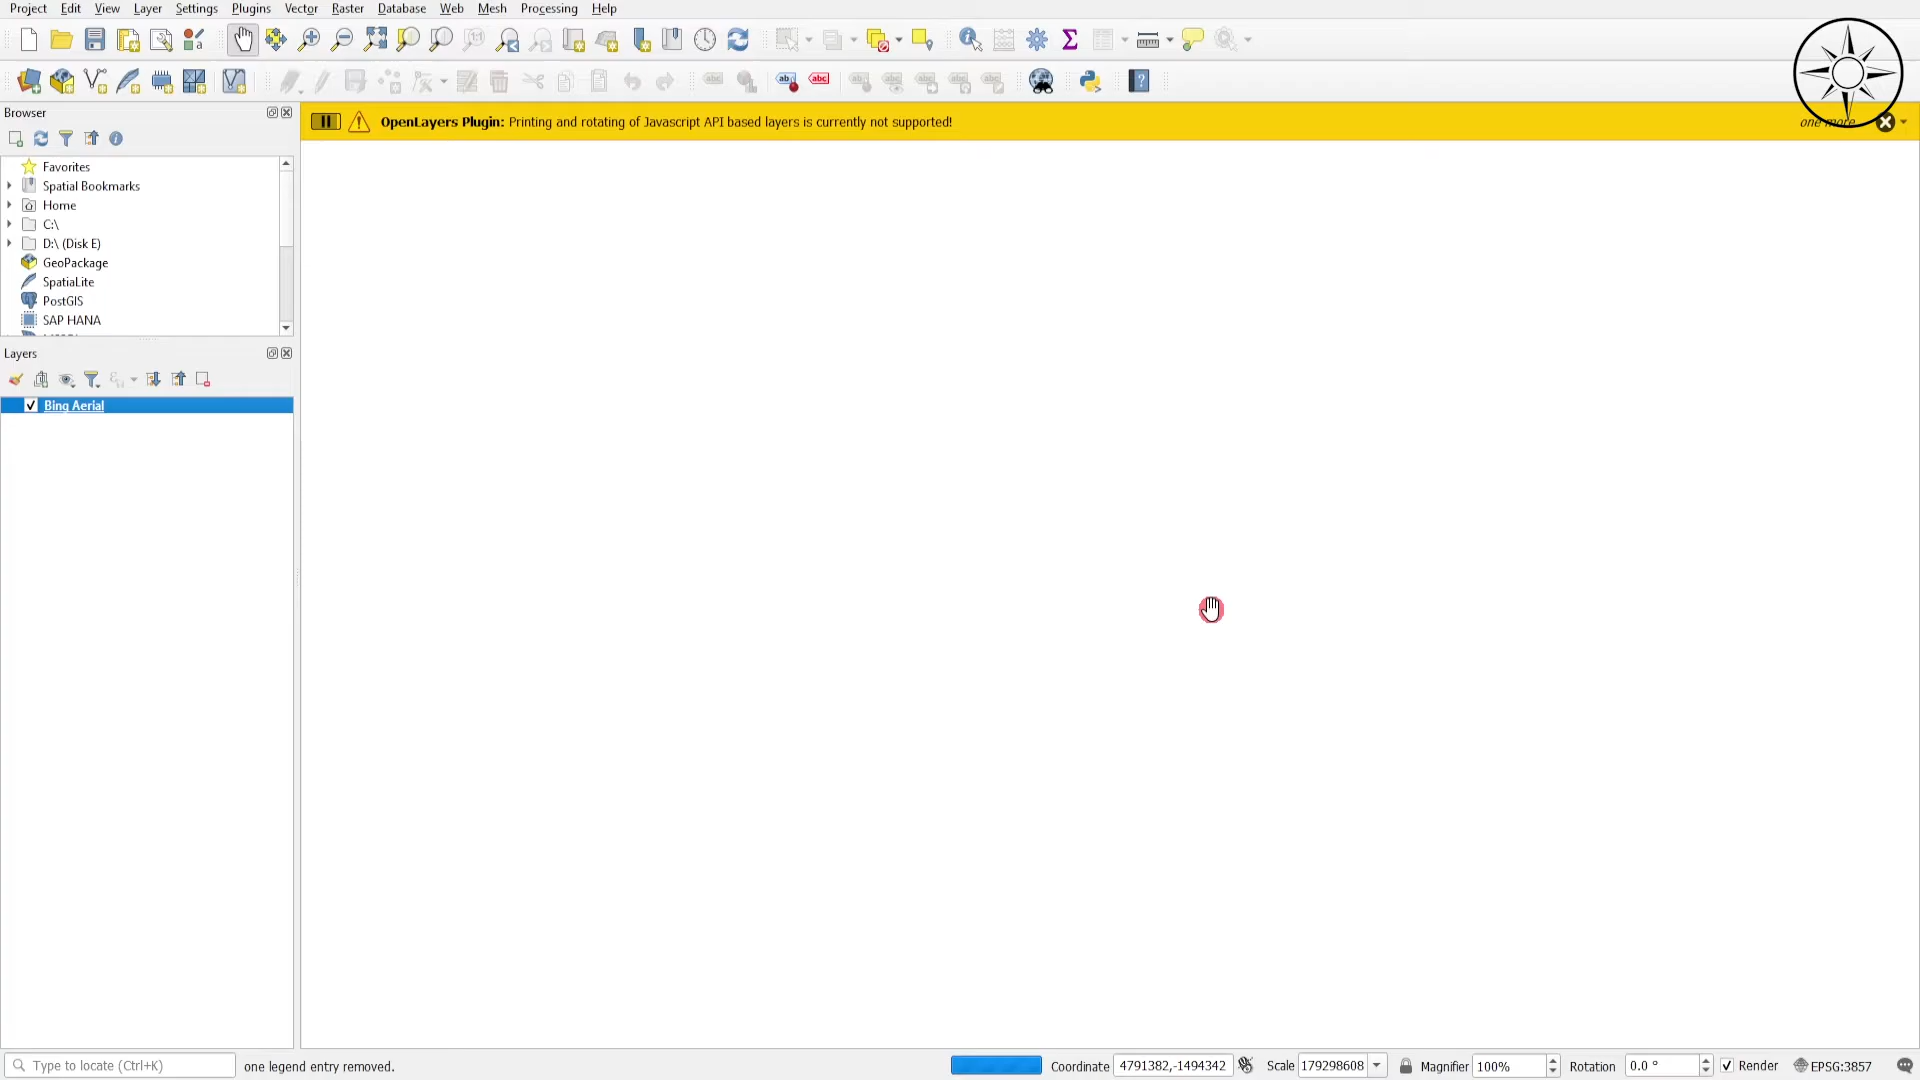 Project Edit View Layer Settings Plugins Vector Raster Database Web Mesh Processing Help
Browser
OpenLayers Plugin: Printing and rotating of Javascript API based layers is currently not supported!
one more
Favorites
Spatial Bookmarks
Home
C:\
D:\ (Disk E)
GeoPackage
SpatiaLite
PostGIS
SAP HANA
Layers
Bing Aerial
Type to locate (Ctrl+K) one legend entry removed. Coordinate 4791382,-1494342 Scale 179298608 Magnifier 100% Rotation 0.0 ° Render EPSG:3857